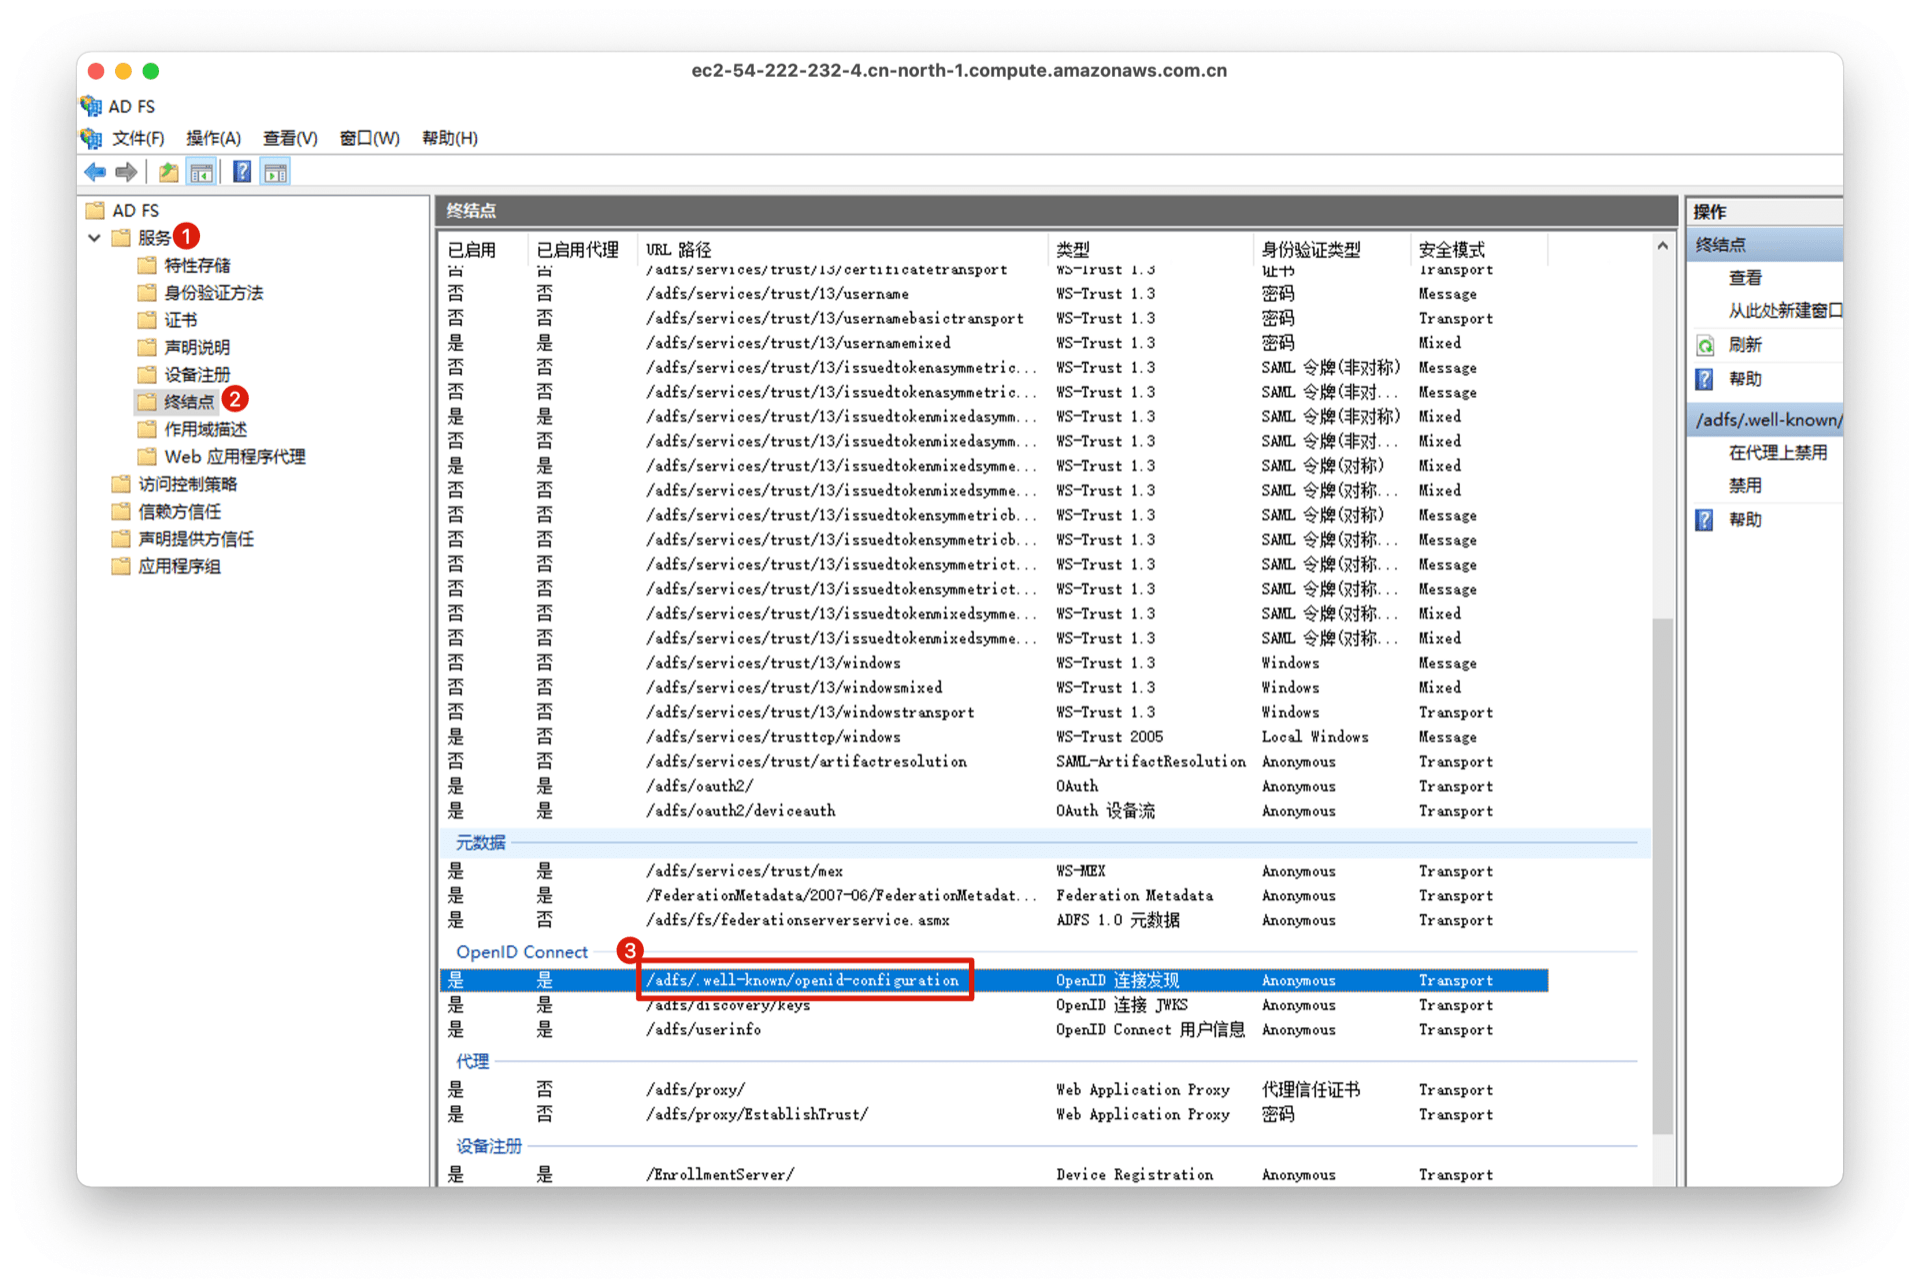 ec2-54-222-232-4.cn-north-1.compute.amazonaws.com.cn
AD FS
文件(F) 操作(A) 查看(V) 窗口(W) 帮助(H)
AD FS
服务 1
特性存储
身份验证方法
证书
声明说明
设备注册
终结点 2
作用域描述
Web 应用程序代理
访问控制策略
信赖方信任
声明提供方信任
应用程序组
终结点
已启用 已启用代理 URL 路径 类型 身份验证类型 安全模式
否 否 /adfs/services/trust/13/certificatetransport WS-Trust 1.3 证书 Transport
否 否 /adfs/services/trust/13/username WS-Trust 1.3 密码 Message
否 否 /adfs/services/trust/13/usernamebasictransport WS-Trust 1.3 密码 Transport
是 是 /adfs/services/trust/13/usernamemixed WS-Trust 1.3 密码 Mixed
否 否 /adfs/services/trust/13/issuedtokenasymmetric... WS-Trust 1.3 SAML 令牌(非对称) Message
否 否 /adfs/services/trust/13/issuedtokenasymmetric... WS-Trust 1.3 SAML 令牌(非对... Message
是 是 /adfs/services/trust/13/issuedtokenmixedasymm... WS-Trust 1.3 SAML 令牌(非对称) Mixed
否 否 /adfs/services/trust/13/issuedtokenmixedasymm... WS-Trust 1.3 SAML 令牌(非对... Mixed
是 是 /adfs/services/trust/13/issuedtokenmixedsymme... WS-Trust 1.3 SAML 令牌(对称) Mixed
否 否 /adfs/services/trust/13/issuedtokenmixedsymme... WS-Trust 1.3 SAML 令牌(对称... Mixed
否 否 /adfs/services/trust/13/issuedtokensymmetricb... WS-Trust 1.3 SAML 令牌(对称) Message
否 否 /adfs/services/trust/13/issuedtokensymmetricb... WS-Trust 1.3 SAML 令牌(对称... Message
否 否 /adfs/services/trust/13/issuedtokensymmetrict... WS-Trust 1.3 SAML 令牌(对称... Message
否 否 /adfs/services/trust/13/issuedtokensymmetrict... WS-Trust 1.3 SAML 令牌(对称... Message
否 否 /adfs/services/trust/13/issuedtokenmixedsymme... WS-Trust 1.3 SAML 令牌(对称... Mixed
否 否 /adfs/services/trust/13/issuedtokenmixedsymme... WS-Trust 1.3 SAML 令牌(对称... Mixed
否 否 /adfs/services/trust/13/windows WS-Trust 1.3 Windows Message
否 否 /adfs/services/trust/13/windowsmixed WS-Trust 1.3 Windows Mixed
否 否 /adfs/services/trust/13/windowstransport WS-Trust 1.3 Windows Transport
是 否 /adfs/services/trusttcp/windows WS-Trust 2005 Local Windows Message
否 否 /adfs/services/trust/artifactresolution SAML-ArtifactResolution Anonymous Transport
是 是 /adfs/oauth2/ OAuth Anonymous Transport
是 是 /adfs/oauth2/deviceauth OAuth 设备流 Anonymous Transport
元数据
是 是 /adfs/services/trust/mex WS-MEX Anonymous Transport
是 是 /FederationMetadata/2007-06/FederationMetadat... Federation Metadata Anonymous Transport
是 否 /adfs/fs/federationserverservice.asmx ADFS 1.0 元数据 Anonymous Transport
OpenID Connect 3
是 是 /adfs/.well-known/openid-configuration OpenID 连接发现 Anonymous Transport
是 是 /adfs/discovery/keys OpenID 连接 JWKS Anonymous Transport
是 是 /adfs/userinfo OpenID Connect 用户信息 Anonymous Transport
代理
是 否 /adfs/proxy/ Web Application Proxy 代理信任证书 Transport
是 否 /adfs/proxy/EstablishTrust/ Web Application Proxy 密码 Transport
设备注册
是 是 /EnrollmentServer/ Device Registration Anonymous Transport
操作
终结点
查看
从此处新建窗口
刷新
帮助
/adfs/.well-known/
在代理上禁用
禁用
帮助